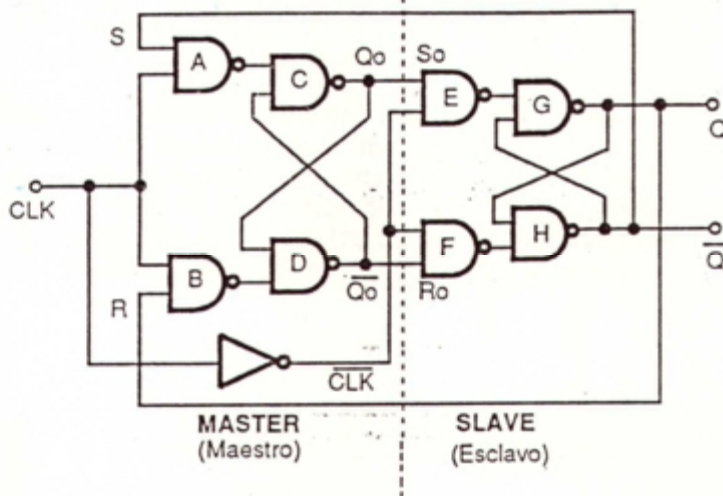 S
A
C
Qo
So
E
G
Q
CLK
R
B
D
Qo
F
H
Ro
Q
CLK
MASTER
(Maestro)
SLAVE
(Esclavo)